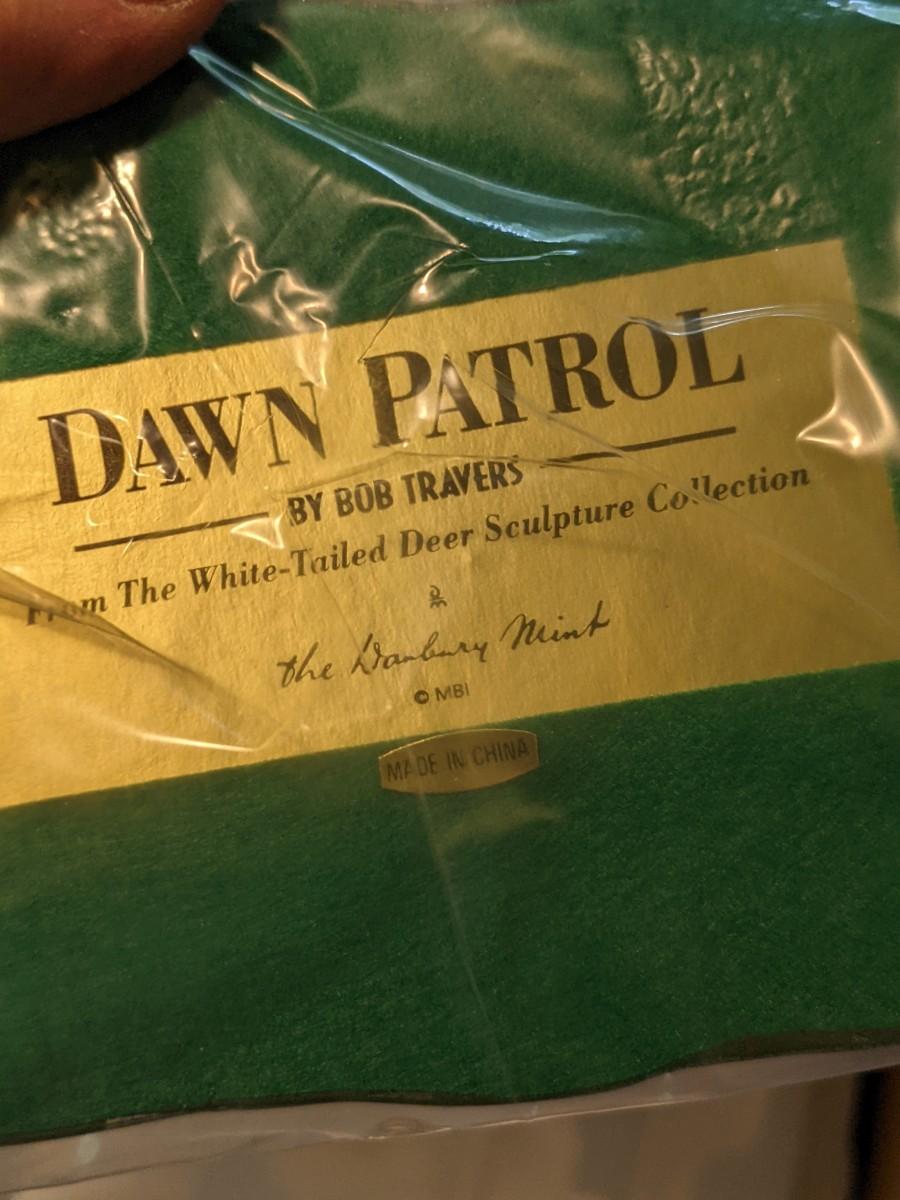 DAWN PATROL
BY BOB TRAVERS
From The White-Tailed Deer Sculpture Collection
DM
The Danbury Mint
© MBI
MADE IN CHINA